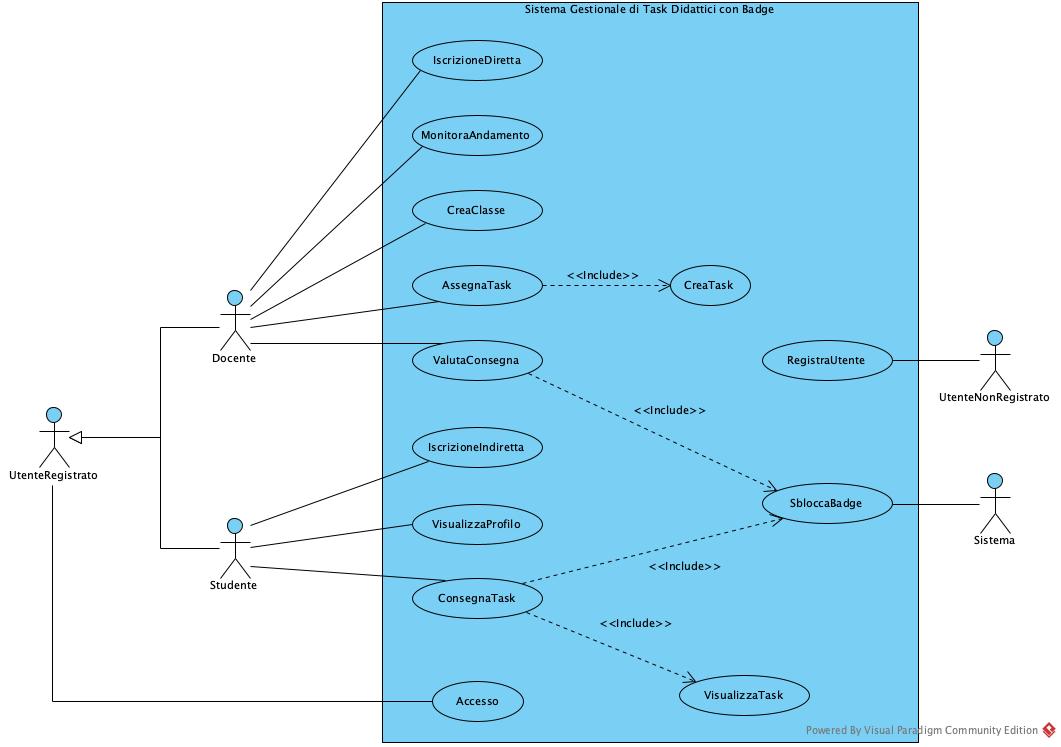 Sistema Gestionale di Task Didattici con Badge
IscrizioneDiretta
MonitoraAndamento
CreaClasse
AssegnaTask
<<Include>>
CreaTask
Docente
ValutaConsegna
RegistraUtente
UtenteNonRegistrato
<<Include>>
IscrizioneIndiretta
UtenteRegistrato
SbloccaBadge
VisualizzaProfilo
Sistema
<<Include>>
Studente
ConsegnaTask
<<Include>>
VisualizzaTask
Accesso
Powered By Visual Paradigm Community Edition